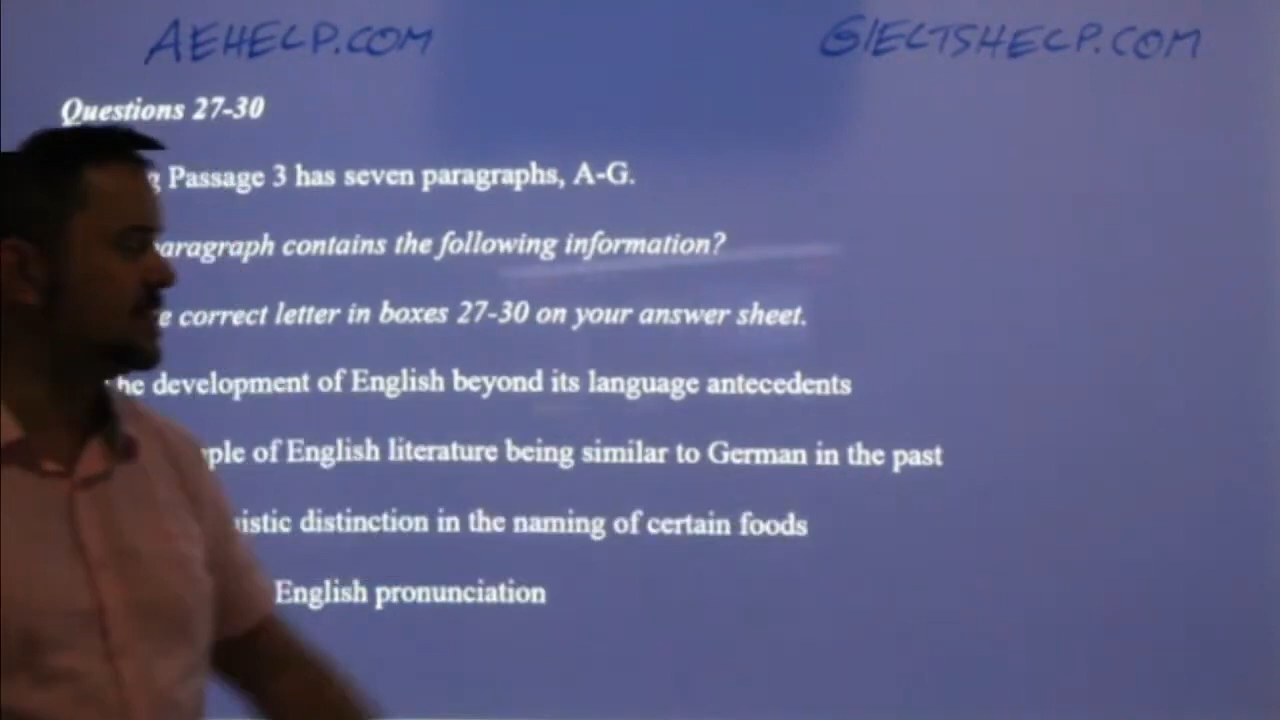 AEHELP.COM
GIELTSHELP.COM
Questions 27-30
Passage 3 has seven paragraphs, A-G.
paragraph contains the following information?
correct letter in boxes 27-30 on your answer sheet.
he development of English beyond its language antecedents
ple of English literature being similar to German in the past
istic distinction in the naming of certain foods
English pronunciation